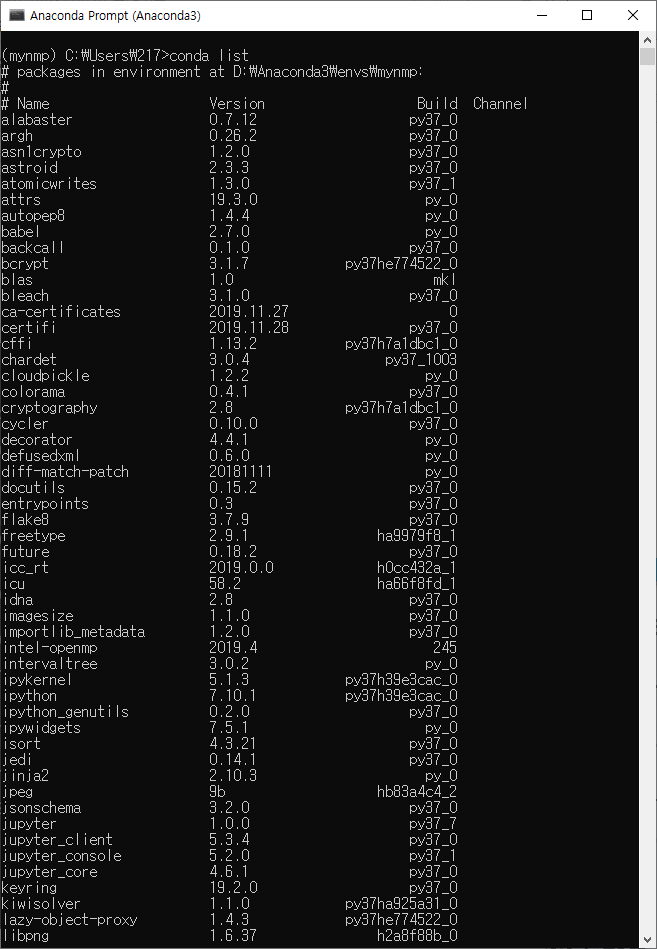 Anaconda Prompt (Anaconda3)
(mynmp) C:₩Users₩217>conda list
# packages in environment at D:₩Anaconda3₩envs₩mynmp:
#
# Name Version Build Channel
alabaster 0.7.12 py37_0
argh 0.26.2 py37_0
asn1crypto 1.2.0 py37_0
astroid 2.3.3 py37_0
atomicwrites 1.3.0 py37_1
attrs 19.3.0 py_0
autopep8 1.4.4 py_0
babel 2.7.0 py_0
backcall 0.1.0 py37_0
bcrypt 3.1.7 py37he774522_0
blas 1.0 mkl
bleach 3.1.0 py37_0
ca-certificates 2019.11.27 0
certifi 2019.11.28 py37_0
cffi 1.13.2 py37h7a1dbc1_0
chardet 3.0.4 py37_1003
cloudpickle 1.2.2 py_0
colorama 0.4.1 py37_0
cryptography 2.8 py37h7a1dbc1_0
cycler 0.10.0 py37_0
decorator 4.4.1 py_0
defusedxml 0.6.0 py_0
diff-match-patch 20181111 py_0
docutils 0.15.2 py37_0
entrypoints 0.3 py37_0
flake8 3.7.9 py37_0
freetype 2.9.1 ha9979f8_1
future 0.18.2 py37_0
icc_rt 2019.0.0 h0cc432a_1
icu 58.2 ha66f8fd_1
idna 2.8 py37_0
imagesize 1.1.0 py37_0
importlib_metadata 1.2.0 py37_0
intel-openmp 2019.4 245
intervaltree 3.0.2 py_0
ipykernel 5.1.3 py37h39e3cac_0
ipython 7.10.1 py37h39e3cac_0
ipython_genutils 0.2.0 py37_0
ipywidgets 7.5.1 py_0
isort 4.3.21 py37_0
jedi 0.14.1 py37_0
jinja2 2.10.3 py_0
jpeg 9b hb83a4c4_2
jsonschema 3.2.0 py37_0
jupyter 1.0.0 py37_7
jupyter_client 5.3.4 py37_0
jupyter_console 5.2.0 py37_1
jupyter_core 4.6.1 py37_0
keyring 19.2.0 py37_0
kiwisolver 1.1.0 py37ha925a31_0
lazy-object-proxy 1.4.3 py37he774522_0
libpng 1.6.37 h2a8f88b_0